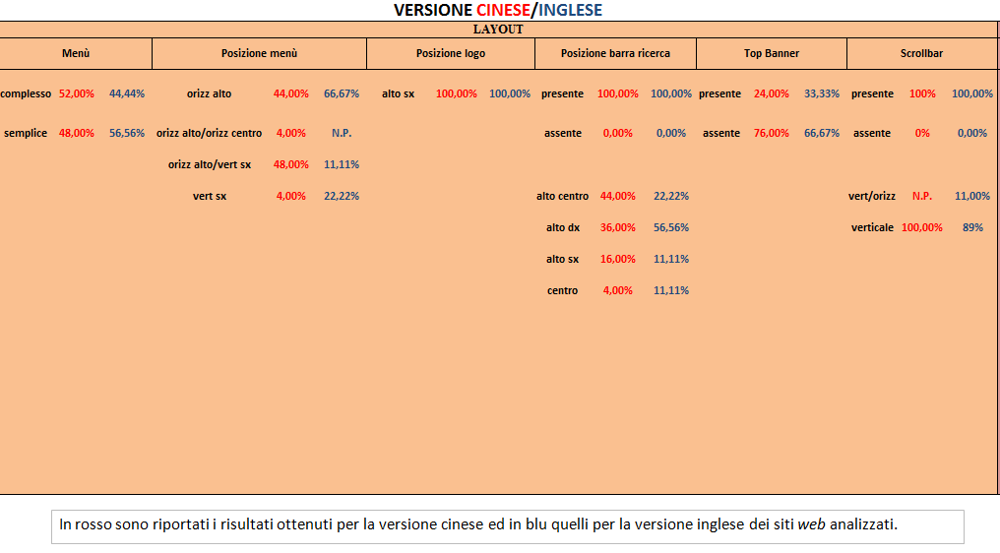 VERSIONE CINESE/INGLESE
LAYOUT
Menù Posizione menù Posizione logo Posizione barra ricerca Top Banner Scrollbar
complesso 52,00% 44,44% orizz alto 44,00% 66,67% alto sx 100,00% 100,00% presente 100,00% 100,00% presente 24,00% 33,33% presente 100% 100,00%
semplice 48,00% 56,56% orizz alto/orizz centro 4,00% N.P. assente 0,00% 0,00% assente 76,00% 66,67% assente 0% 0,00%
orizz alto/vert sx 48,00% 11,11%
vert sx 4,00% 22,22% alto centro 44,00% 22,22% vert/orizz N.P. 11,00%
alto dx 36,00% 56,56% verticale 100,00% 89%
alto sx 16,00% 11,11%
centro 4,00% 11,11%
In rosso sono riportati i risultati ottenuti per la versione cinese ed in blu quelli per la versione inglese dei siti web analizzati.